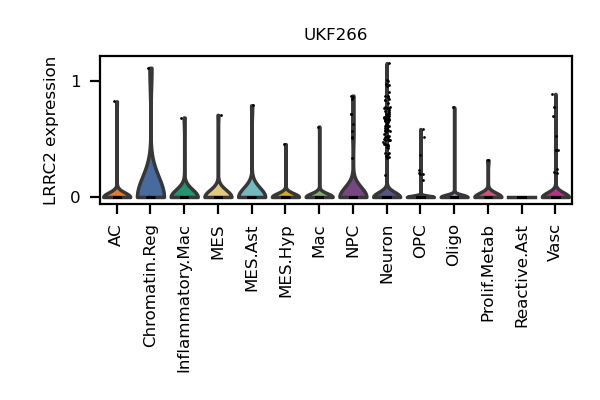 UKF266
LRRC2 expression
1
0
AC
Chromatin.Reg
Inflammatory.Mac
MES
MES.Ast
MES.Hyp
Mac
NPC
Neuron
OPC
Oligo
Prolif.Metab
Reactive.Ast
Vasc